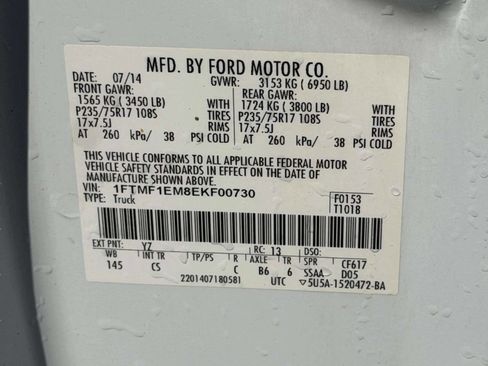 MFD. BY FORD MOTOR CO.
DATE: 07/14 GVWR: 3153 KG (6950 LB)
FRONT GAWR: REAR GAWR:
1565 KG (3450 LB) WITH 1724 KG (3800 LB) WITH
P235/75R17 108S TIRES P235/75R17 108S TIRES
17x7.5J RIMS 17x7.5J RIMS
AT 260 kPa/ 38 PSI COLD AT 260 kPa/ 38 PSI COLD
THIS VEHICLE CONFORMS TO ALL APPLICABLE FEDERAL MOTOR
VEHICLE SAFETY STANDARDS IN EFFECT ON THE DATE OF
MANUFACTURE SHOWN ABOVE.
VIN: 1FTMF1EM8EKF00730 F0153
TYPE: Truck T101B
EXT PNT: YZ RC: 13 DSO:
WB INT TR TP/PS R AXLE TR SPR CF617
145 CS C B6 6 SSAA D05
2201407180581 UTC ▽5U5A-1520472-BA